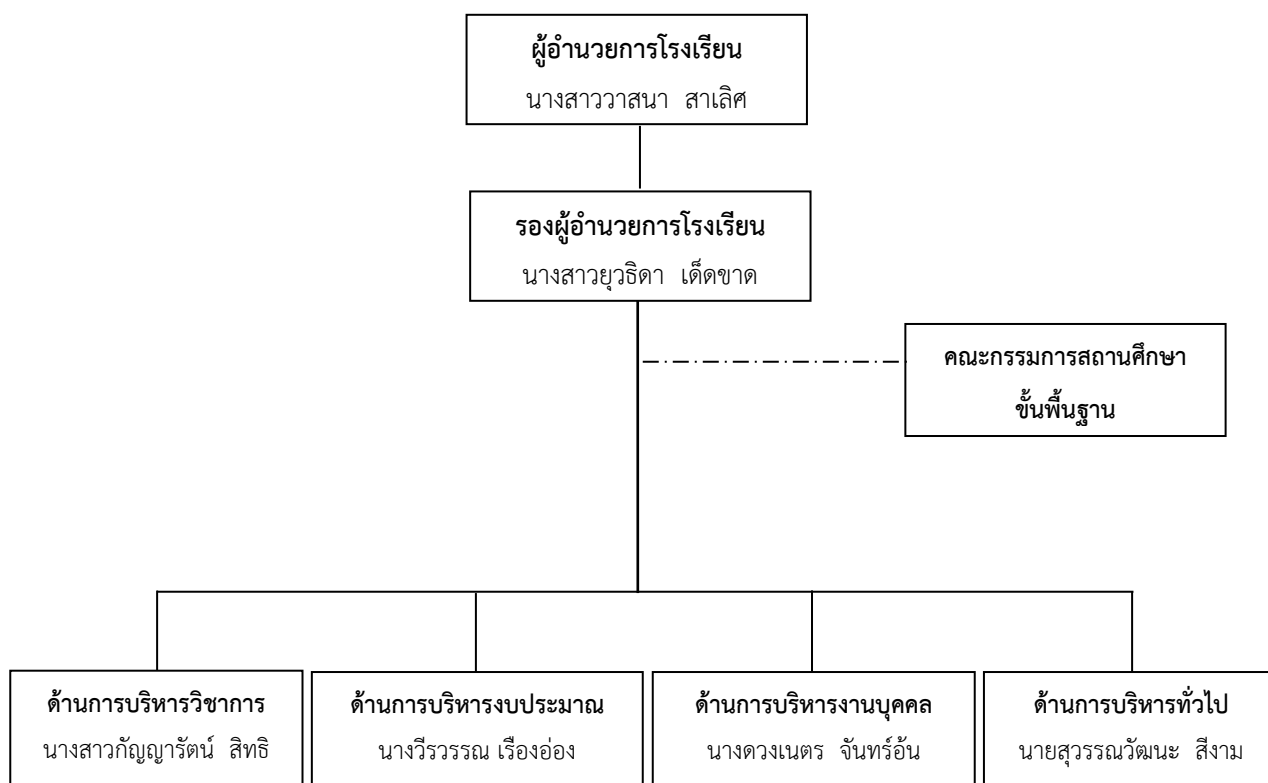 ผู้อำนวยการโรงเรียน
นางสาววาสนา สาเลิศ
รองผู้อำนวยการโรงเรียน
นางสาวยุวธิดา เด็ดขาด
คณะกรรมการสถานศึกษา
ขั้นพื้นฐาน
ด้านการบริหารวิชาการ
นางสาวกัญญารัตน์ สิทธิ
ด้านการบริหารงบประมาณ
นางวีรวรรณ เรืองอ่อง
ด้านการบริหารงานบุคคล
นางดวงเนตร จันทร์อ้น
ด้านการบริหารทั่วไป
นายสุวรรณวัฒนะ สีงาม